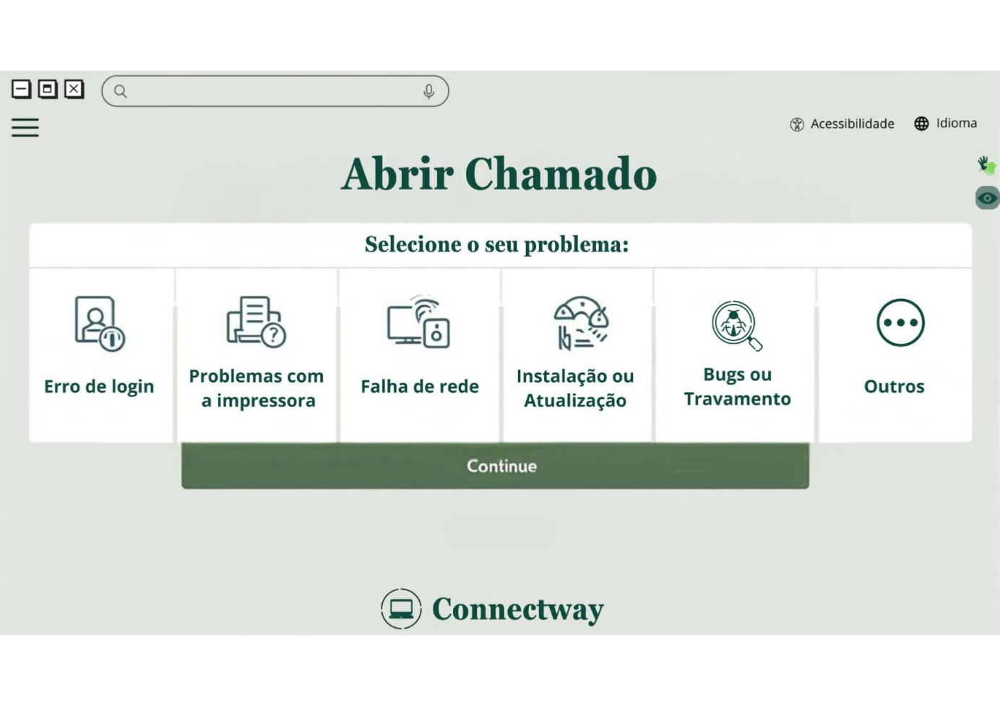 Acessibilidade Idioma
Abrir Chamado
Selecione o seu problema:
Erro de login
Problemas com
a impressora
Falha de rede
Instalação ou
Atualização
Bugs ou
Travamento
Outros
Continue
Connectway